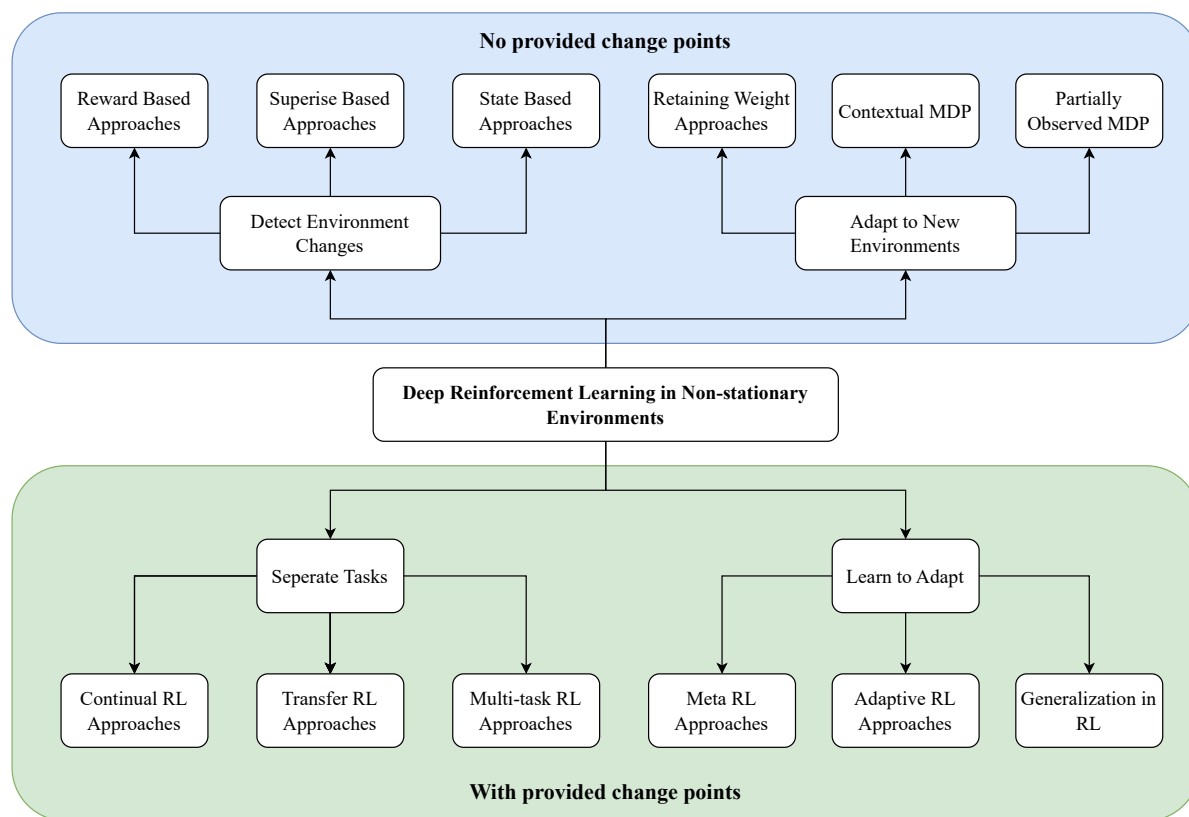 No provided change points
Reward Based
Approaches
Superise Based
Approaches
State Based
Approaches
Retaining Weight
Approaches
Contextual MDP
Partially
Observed MDP
Detect Environment
Changes
Adapt to New
Environments
Deep Reinforcement Learning in Non-stationary
Environments
Seperate Tasks
Learn to Adapt
Continual RL
Approaches
Transfer RL
Approaches
Multi-task RL
Approaches
Meta RL
Approaches
Adaptive RL
Approaches
Generalization in
RL
With provided change points